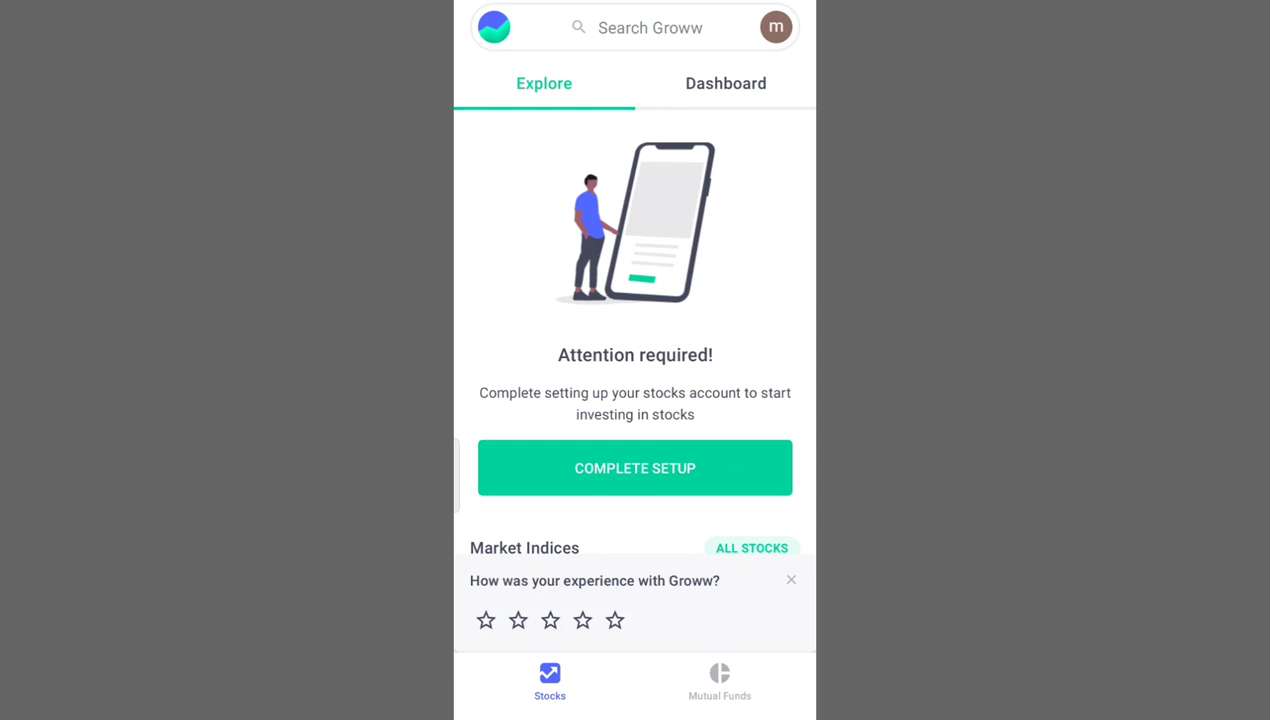 Search Groww
m
Explore
Dashboard
Attention required!
Complete setting up your stocks account to start
investing in stocks
COMPLETE SETUP
Market Indices
ALL STOCKS
How was your experience with Groww?
Stocks
Mutual Funds